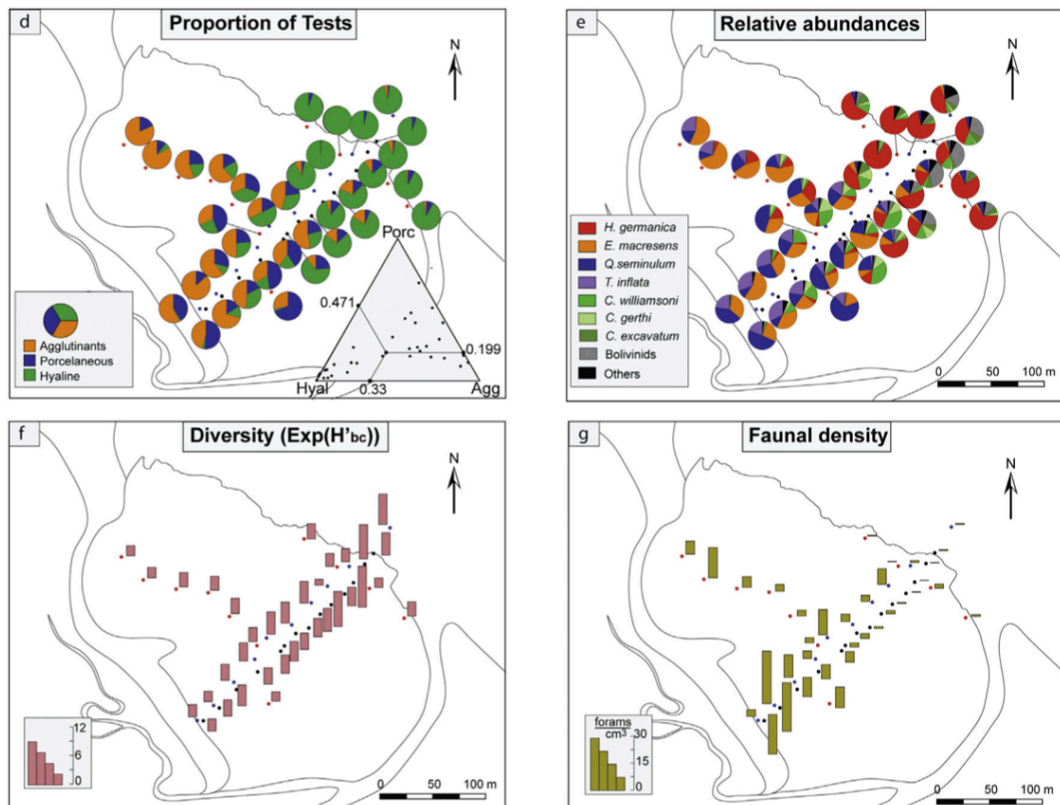 d
Proportion of Tests
N
Porc
0.471
0.199
Hyal
0.33
Agg
Agglutinants
Porcelaneous
Hyaline
e
Relative abundances
N
H. germanica
E. macresens
Q.seminulum
T. inflata
C. williamsoni
C. gerthi
C. excavatum
Bolivinids
Others
0 50 100 m
f
Diversity (Exp(H'bc))
N
12
6
0
0 50 100 m
g
Faunal density
N
forams
cm³
30
15
0
0 50 100 m